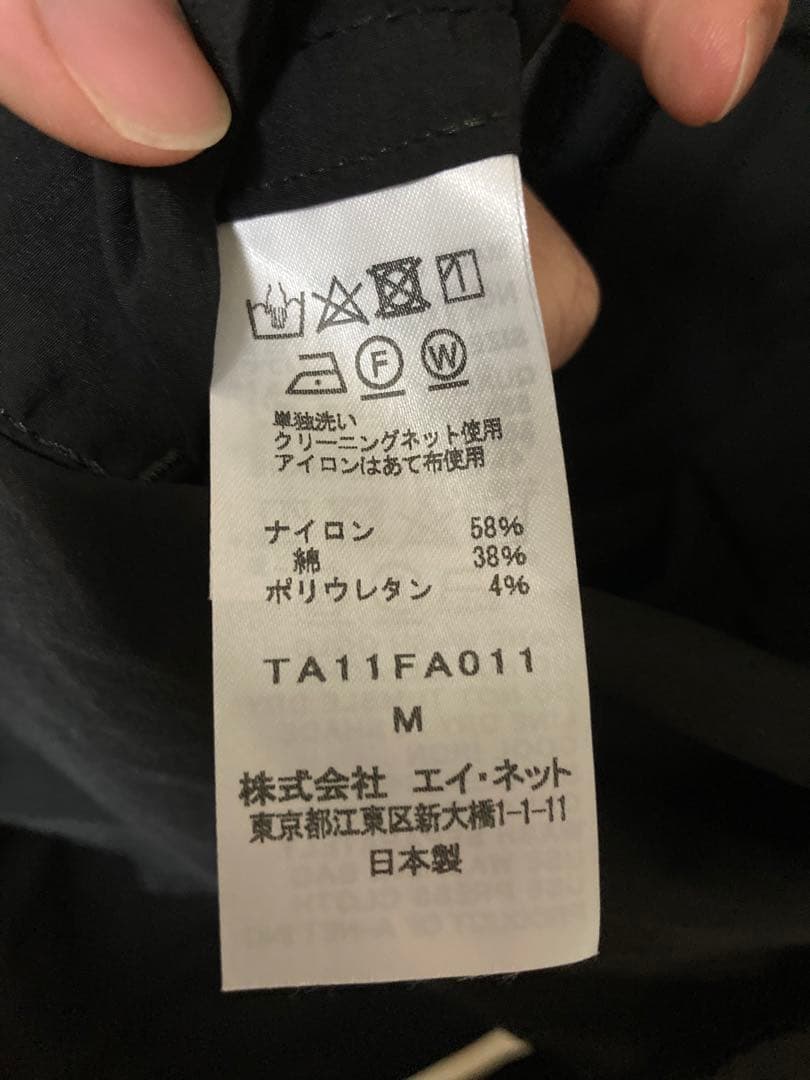 F W
単独洗い
クリーニングネット使用
アイロンはあて布使用
ナイロン 58%
綿 38%
ポリウレタン 4%
TA11FA011
M
株式会社 エイ・ネット
東京都江東区新大橋1-1-11
日本製